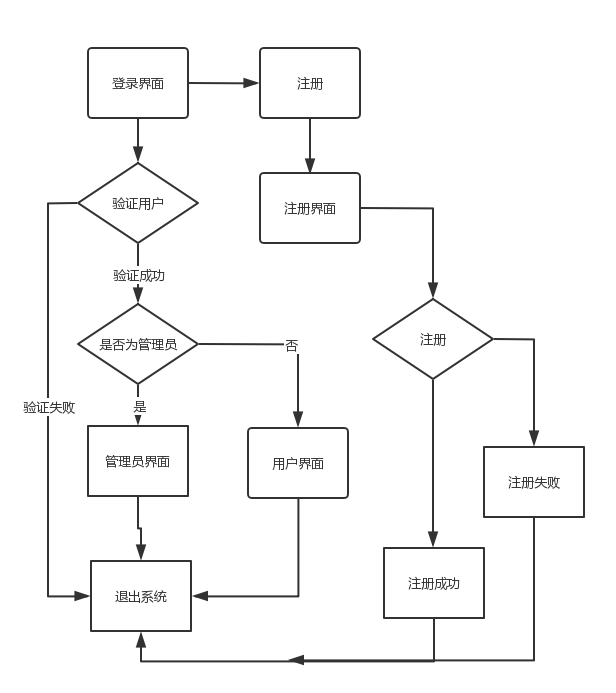 登录界面
注册
验证用户
注册界面
验证成功
是否为管理员
否
注册
验证失败
是
管理员界面
用户界面
注册失败
退出系统
注册成功